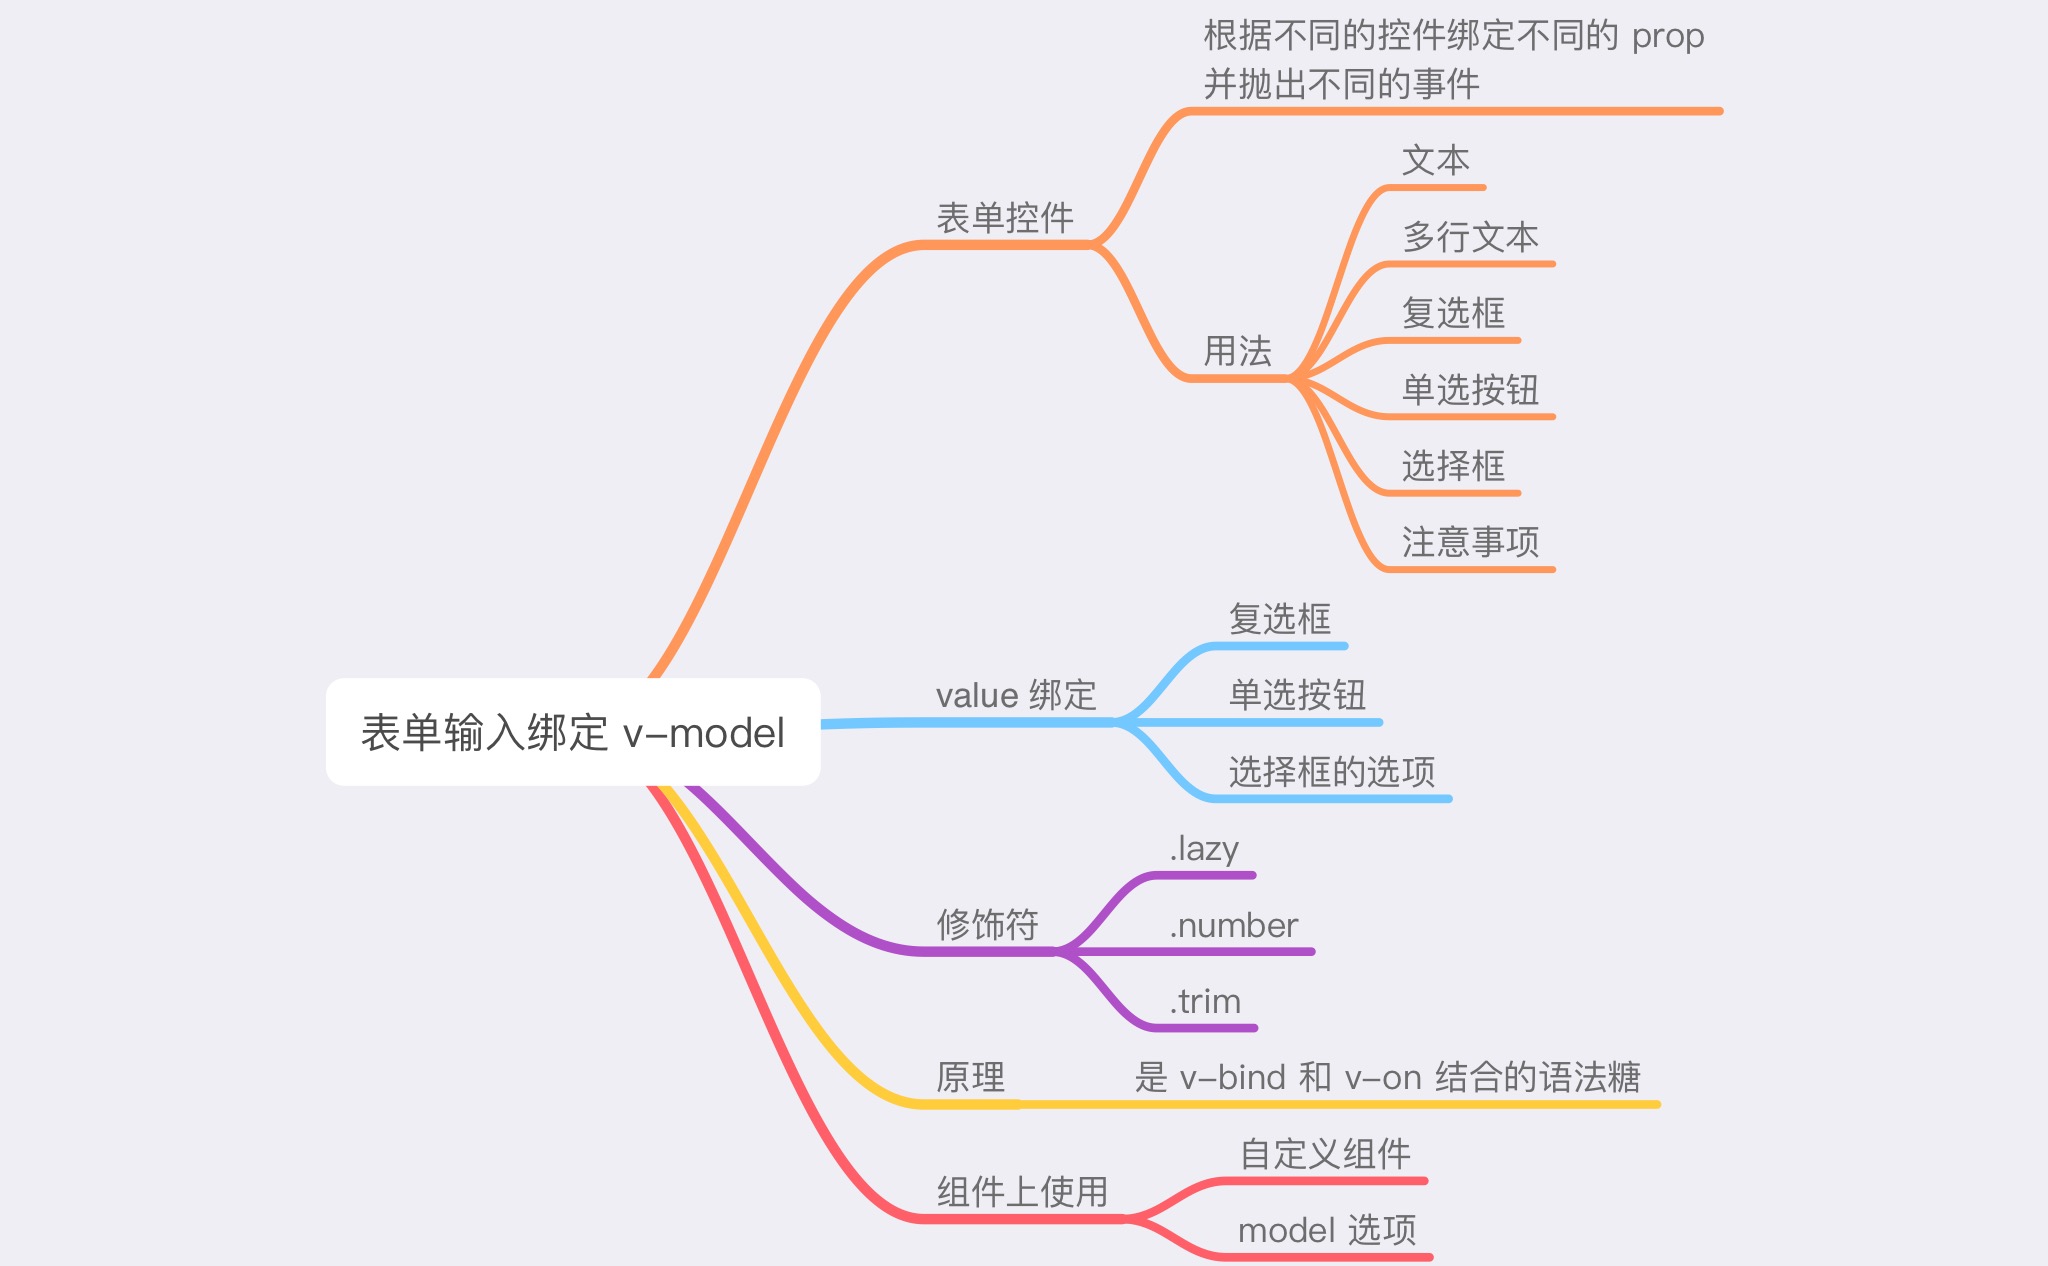 根据不同的控件绑定不同的 prop
并抛出不同的事件
表单控件
文本
多行文本
复选框
用法
单选按钮
选择框
注意事项
复选框
value 绑定
单选按钮
选择框的选项
表单输入绑定 v-model
.lazy
修饰符
.number
.trim
原理
是 v-bind 和 v-on 结合的语法糖
自定义组件
组件上使用
model 选项